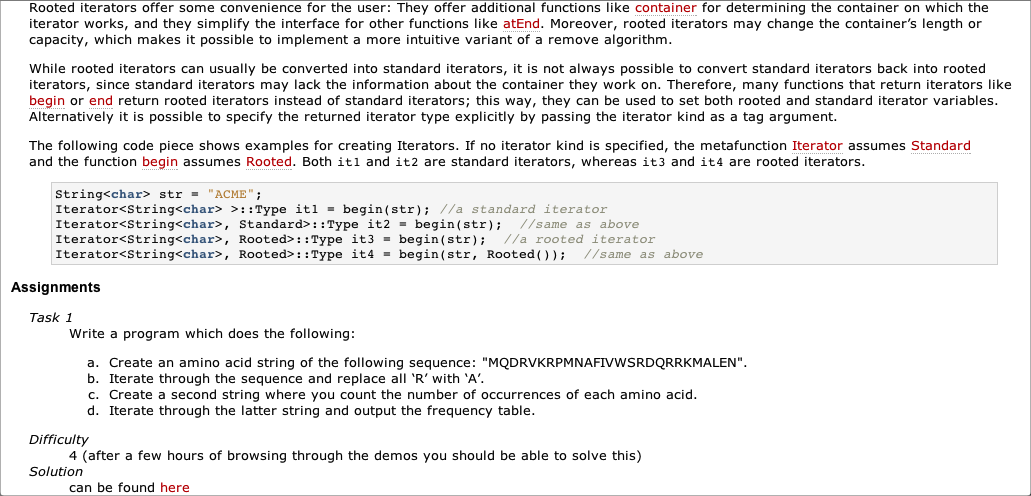 Rooted iterators offer some convenience for the user: They offer additional functions like container for determining the container on which the
iterator works, and they simplify the interface for other functions like atEnd. Moreover, rooted iterators may change the container's length or
capacity, which makes it possible to implement a more intuitive variant of a remove algorithm.
While rooted iterators can usually be converted into standard iterators, it is not always possible to convert standard iterators back into rooted
iterators, since standard iterators may lack the information about the container they work on. Therefore, many functions that return iterators like
begin or end return rooted iterators instead of standard iterators; this way, they can be used to set both rooted and standard iterator variables.
Alternatively it is possible to specify the returned iterator type explicitly by passing the iterator kind as a tag argument.
The following code piece shows examples for creating Iterators. If no iterator kind is specified, the metafunction Iterator assumes Standard
and the function begin assumes Rooted. Both it1 and it2 are standard iterators, whereas it3 and it4 are rooted iterators.
String<char> str = "ACME";
Iterator<String<char> >::Type it1 = begin(str); //a standard iterator
Iterator<String<char>, Standard>::Type it2 = begin(str);  //same as above
Iterator<String<char>, Rooted>::Type it3 = begin(str);  //a rooted iterator
Iterator<String<char>, Rooted>::Type it4 = begin(str, Rooted());  //same as above
Assignments
Task 1
Write a program which does the following:
a. Create an amino acid string of the following sequence: "MQDRVKRPMNAFIVWSRDQRRKMALEN".
b. Iterate through the sequence and replace all ‘R’ with ‘A’.
c. Create a second string where you count the number of occurrences of each amino acid.
d. Iterate through the latter string and output the frequency table.
Difficulty
4 (after a few hours of browsing through the demos you should be able to solve this)
Solution
can be found here